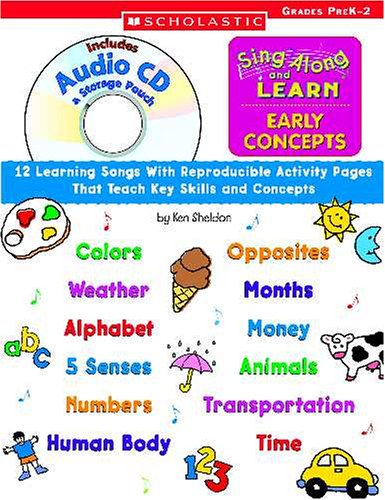 SCHOLASTIC
GRADES PREK–2
Includes
Audio CD
& Storage Pouch
Sing Along
and
LEARN
EARLY
CONCEPTS
12 Learning Songs With Reproducible Activity Pages
That Teach Key Skills and Concepts
by Ken Sheldon
Colors
Opposites
Weather
Months
Alphabet
Money
abc
5 Senses
Animals
Numbers
Transportation
Human Body
Time